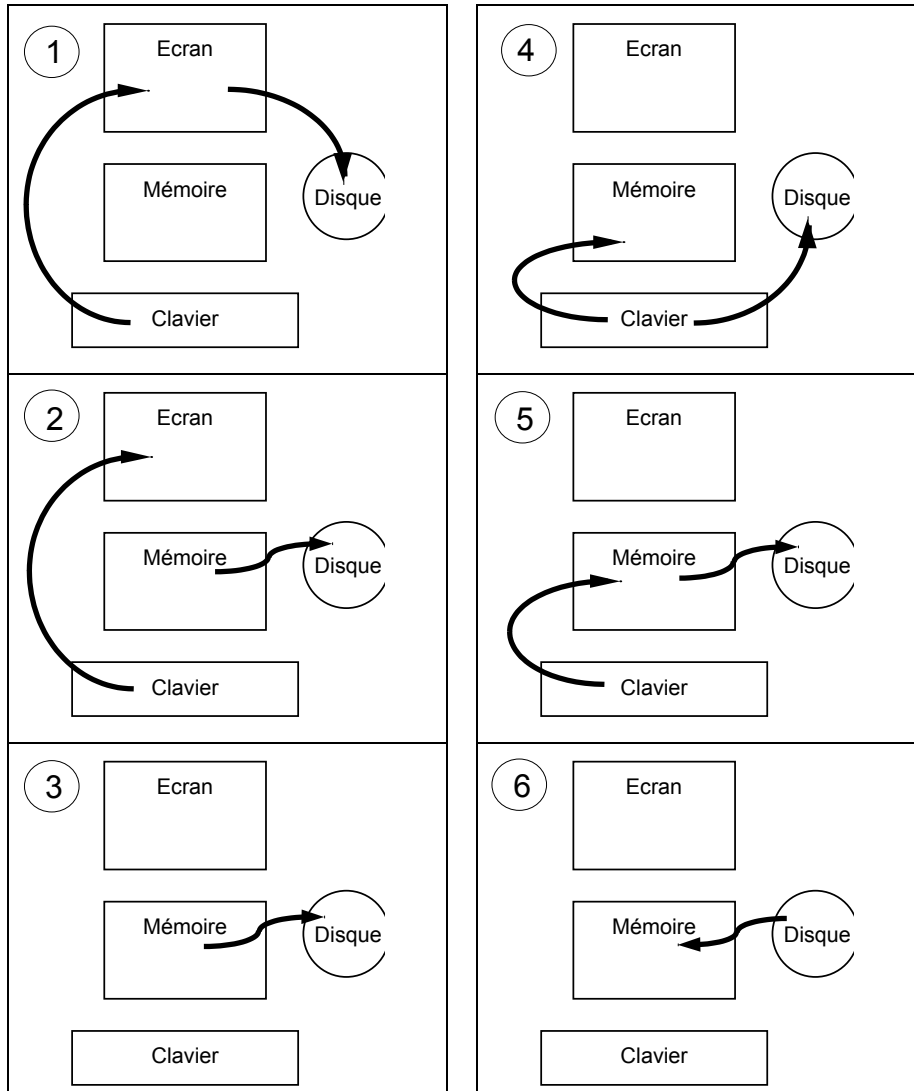 1
Ecran
Mémoire
Disque
Clavier
4
Ecran
Mémoire
Disque
Clavier
2
Ecran
Mémoire
Disque
Clavier
5
Ecran
Mémoire
Disque
Clavier
3
Ecran
Mémoire
Disque
Clavier
6
Ecran
Mémoire
Disque
Clavier